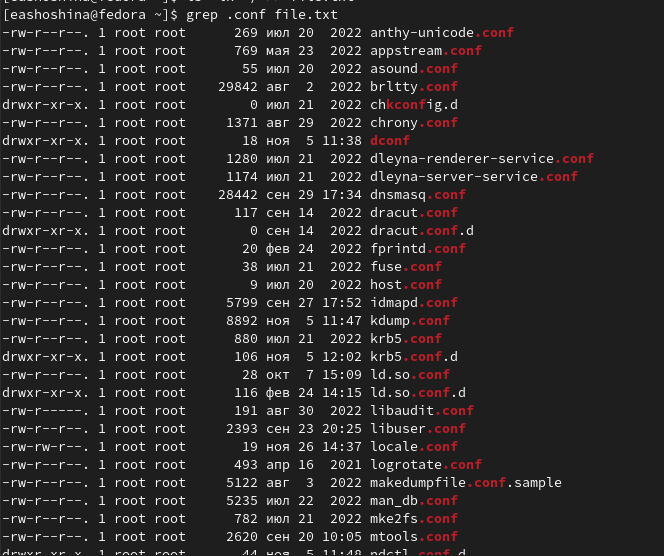 [eashoshina@fedora ~]$ grep .conf file.txt
-rw-r--r--. 1 root root 269 июл 20 2022 anthy-unicode.conf
-rw-r--r--. 1 root root 769 мая 23 2022 appstream.conf
-rw-r--r--. 1 root root 55 июл 20 2022 asound.conf
-rw-r--r--. 1 root root 29842 авг 2 2022 brltty.conf
drwxr-xr-x. 1 root root 0 июл 21 2022 chkconfig.d
-rw-r--r--. 1 root root 1371 авг 29 2022 chrony.conf
drwxr-xr-x. 1 root root 18 ноя 5 11:38 dconf
-rw-r--r--. 1 root root 1280 июл 21 2022 dleyna-renderer-service.conf
-rw-r--r--. 1 root root 1174 июл 21 2022 dleyna-server-service.conf
-rw-r--r--. 1 root root 28442 сен 29 17:34 dnsmasq.conf
-rw-r--r--. 1 root root 117 сен 14 2022 dracut.conf
drwxr-xr-x. 1 root root 0 сен 14 2022 dracut.conf.d
-rw-r--r--. 1 root root 20 фев 24 2022 fprintd.conf
-rw-r--r--. 1 root root 38 июл 21 2022 fuse.conf
-rw-r--r--. 1 root root 9 июл 20 2022 host.conf
-rw-r--r--. 1 root root 5799 сен 27 17:52 idmapd.conf
-rw-r--r--. 1 root root 8892 ноя 5 11:47 kdump.conf
-rw-r--r--. 1 root root 880 июл 21 2022 krb5.conf
drwxr-xr-x. 1 root root 106 ноя 5 12:02 krb5.conf.d
-rw-r--r--. 1 root root 28 окт 7 15:09 ld.so.conf
drwxr-xr-x. 1 root root 116 фев 24 14:15 ld.so.conf.d
-rw-r-----. 1 root root 191 авг 30 2022 libaudit.conf
-rw-r--r--. 1 root root 2393 сен 23 20:25 libuser.conf
-rw-rw-r--. 1 root root 19 ноя 26 14:37 locale.conf
-rw-r--r--. 1 root root 493 апр 16 2021 logrotate.conf
-rw-r--r--. 1 root root 5122 авг 3 2022 makedumpfile.conf.sample
-rw-r--r--. 1 root root 5235 июл 22 2022 man_db.conf
-rw-r--r--. 1 root root 782 июл 21 2022 mke2fs.conf
-rw-r--r--. 1 root root 2620 сен 20 10:05 mtools.conf
drwxr-xr-x. 1 root root 44 ноя 5 11:48 ndctl.conf.d